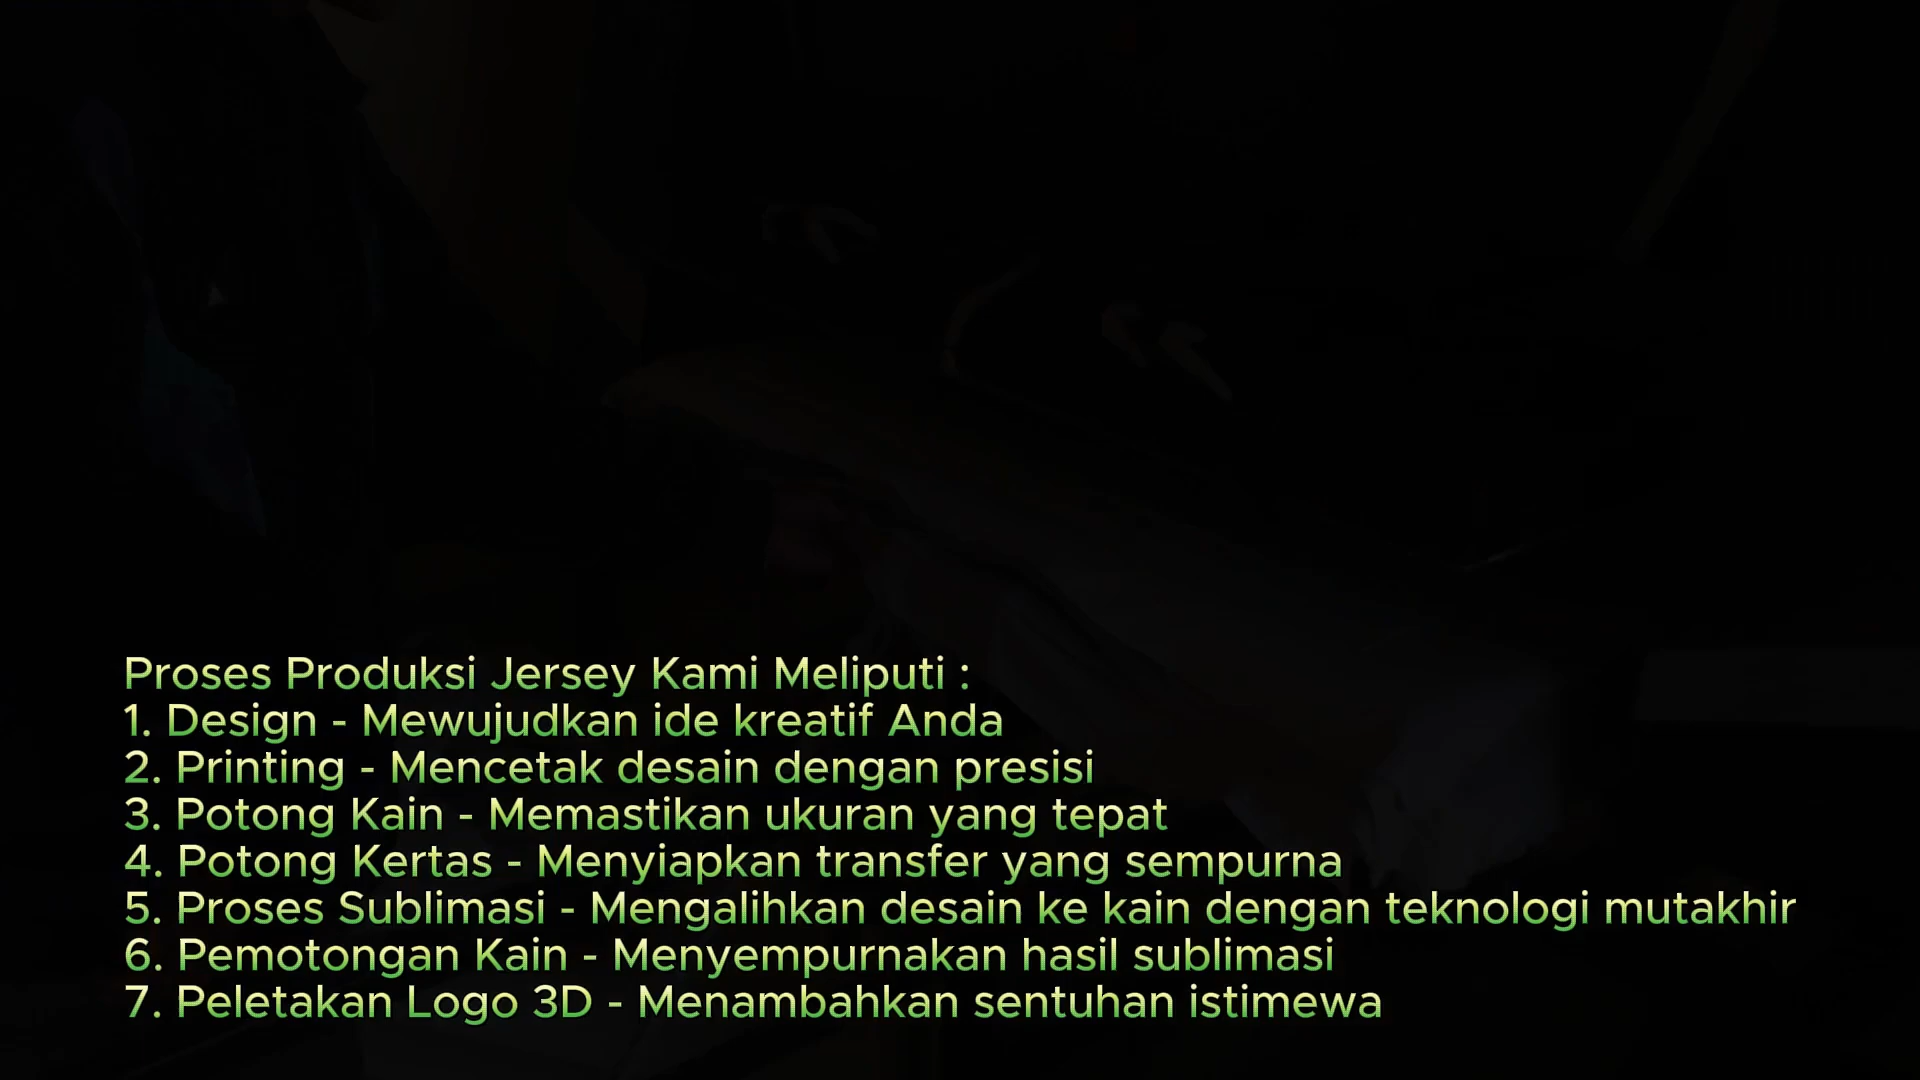 Proses Produksi Jersey Kami Meliputi :
1. Design - Mewujudkan ide kreatif Anda
2. Printing - Mencetak desain dengan presisi
3. Potong Kain - Memastikan ukuran yang tepat
4. Potong Kertas - Menyiapkan transfer yang sempurna
5. Proses Sublimasi - Mengalihkan desain ke kain dengan teknologi mutakhir
6. Pemotongan Kain - Menyempurnakan hasil sublimasi
7. Peletakan Logo 3D - Menambahkan sentuhan istimewa